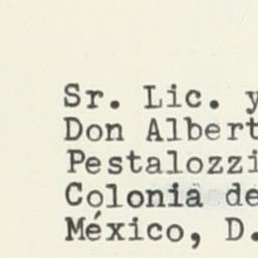 Sr. Lic. y
Don Albert
Pestalozzi
Colonia de
México, D.